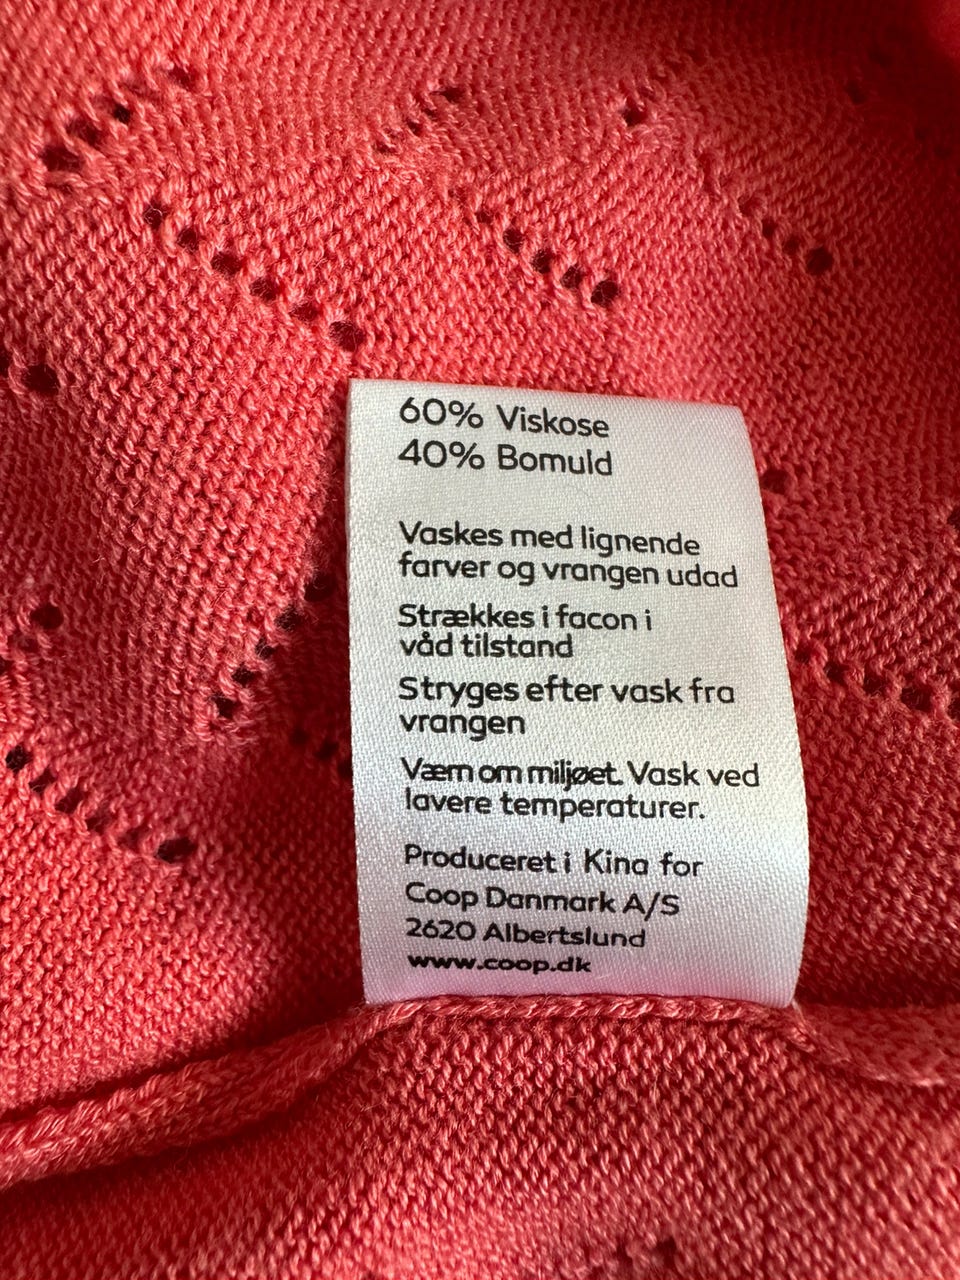 60% Viskose
40% Bomuld
Vaskes med lignende
farver og vrangen udad
Strækkes i facon i
våd tilstand
Stryges efter vask fra
vrangen
Værn om miljøet. Vask ved
lavere temperaturer.
Produceret i Kina for
Coop Danmark A/S
2620 Albertslund
www.coop.dk